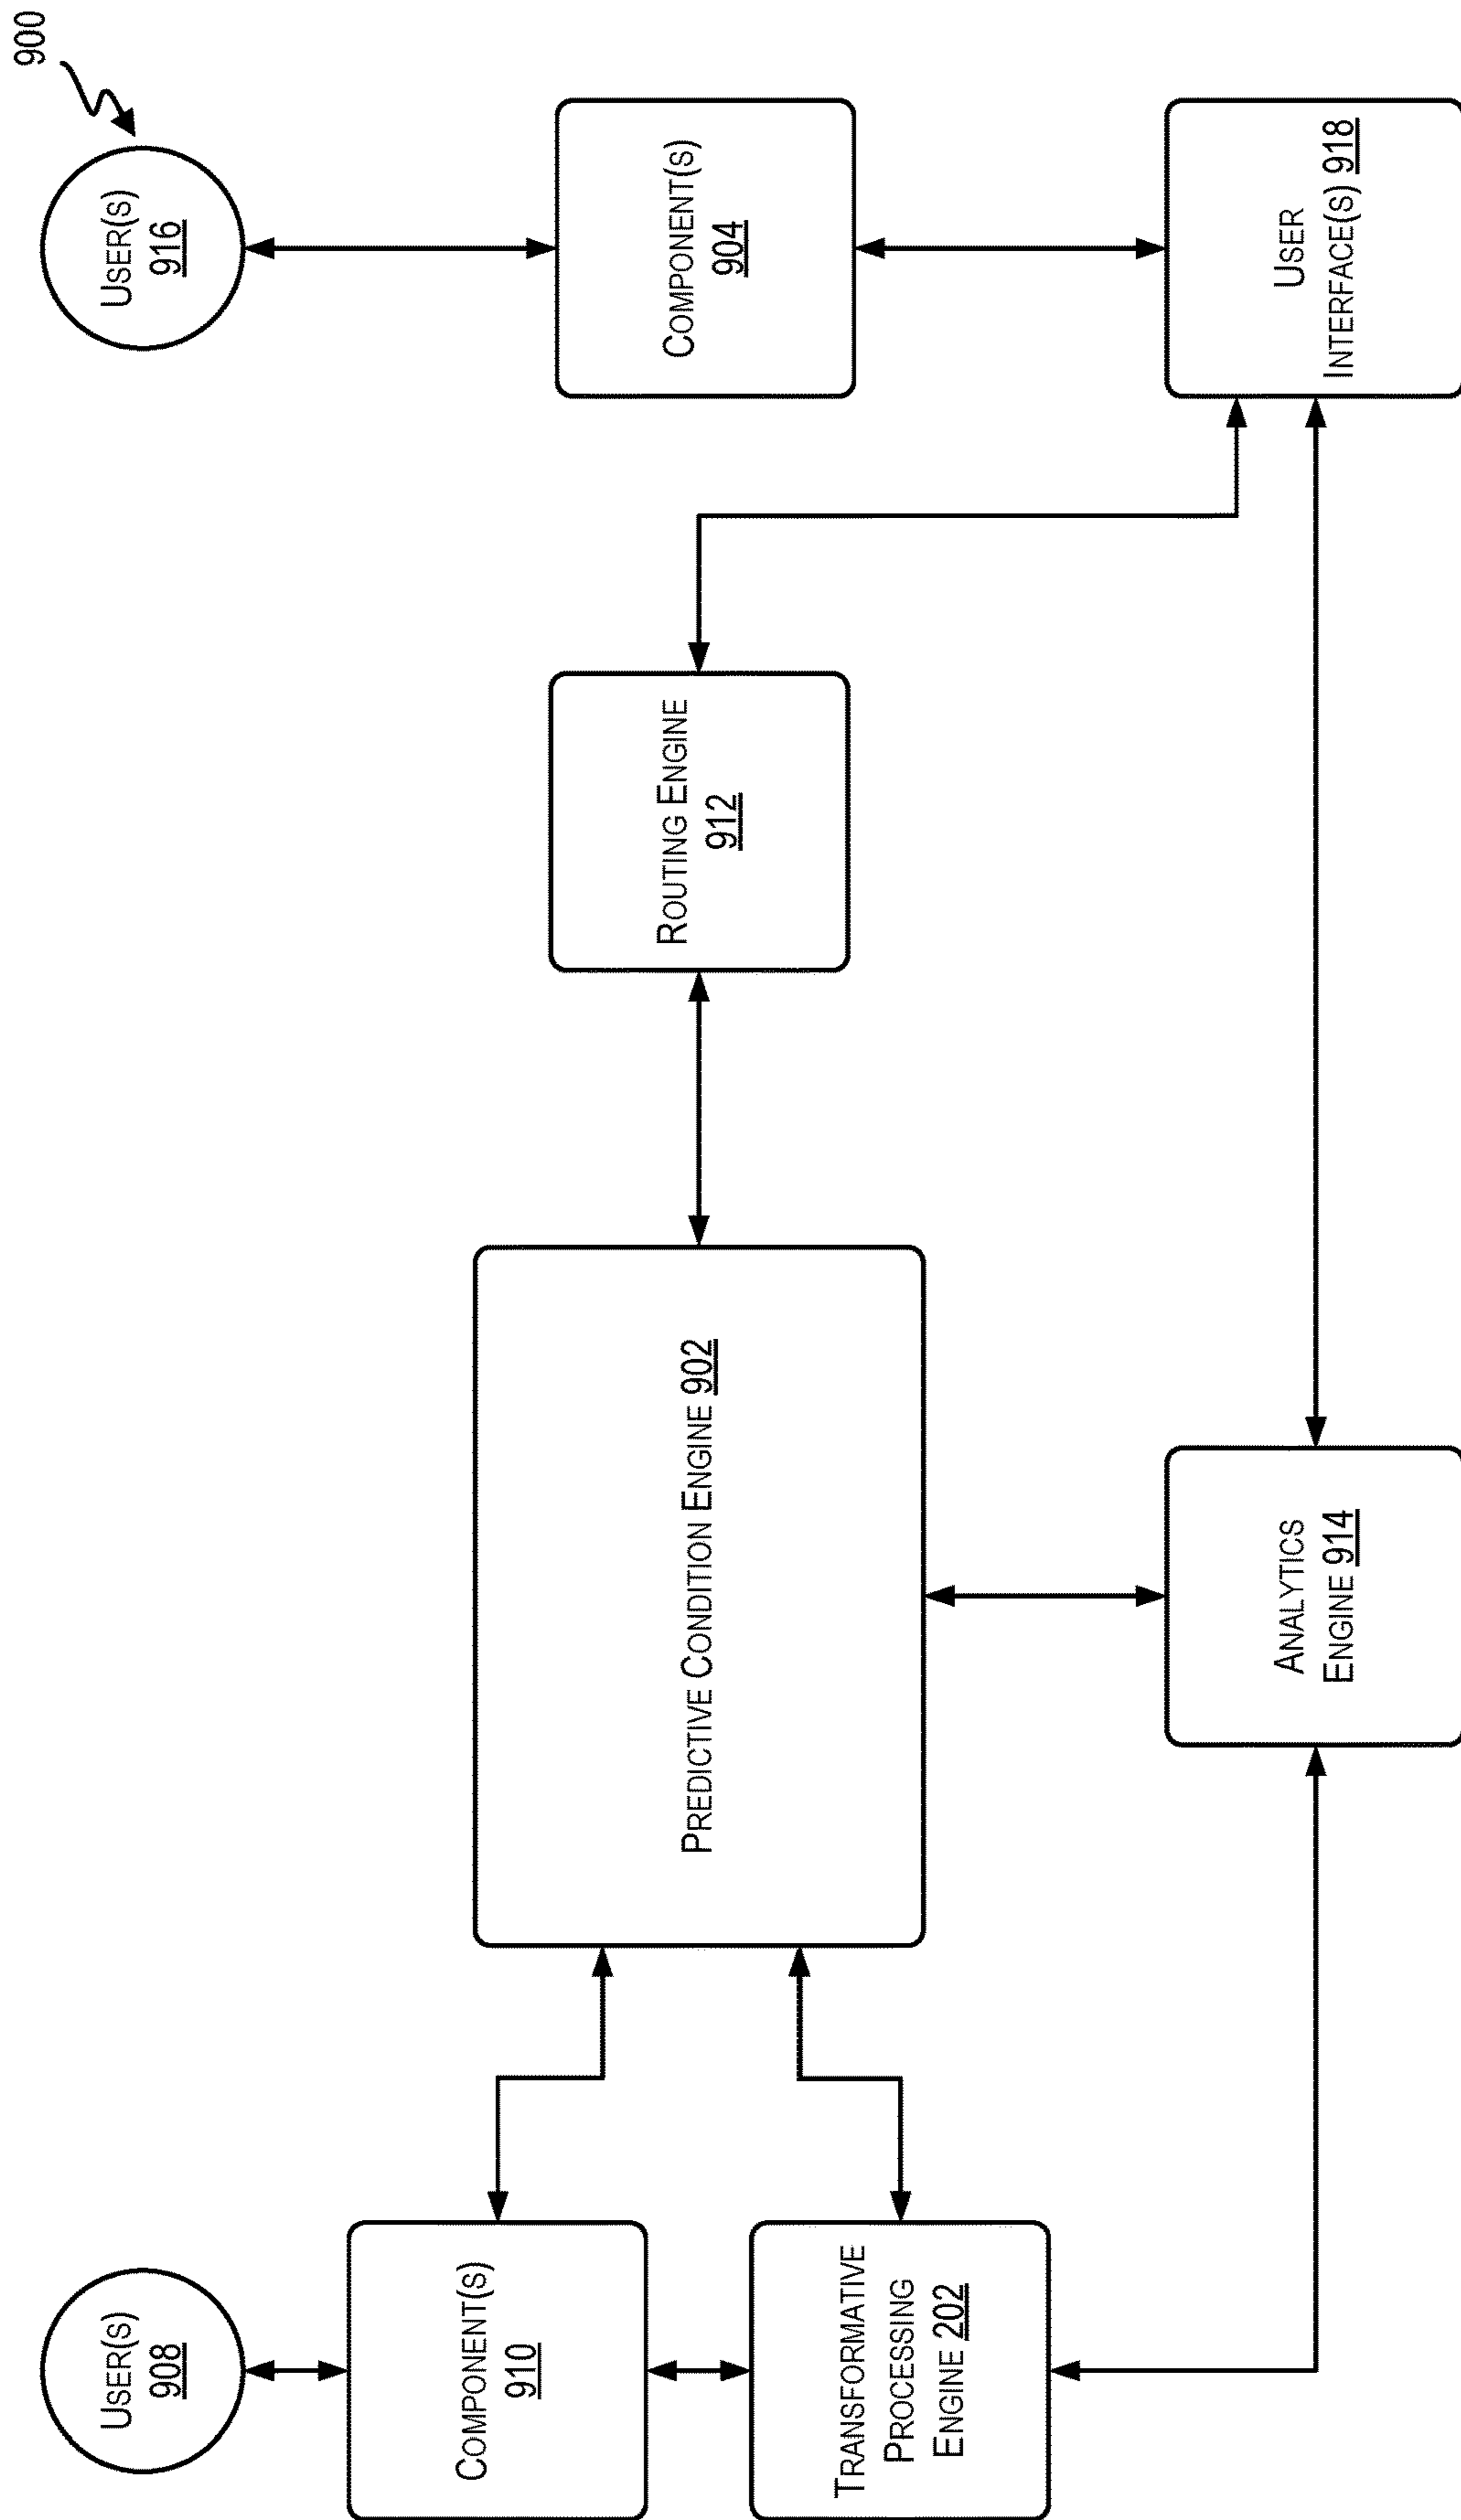 900
USER(S)
908
USER(S)
916
COMPONENT(S)
910
PREDICTIVE CONDITION ENGINE 902
ROUTING ENGINE
912
COMPONENT(S)
904
TRANSFORMATIVE
PROCESSING
ENGINE 202
ANALYTICS
ENGINE 914
USER
INTERFACE(S) 918